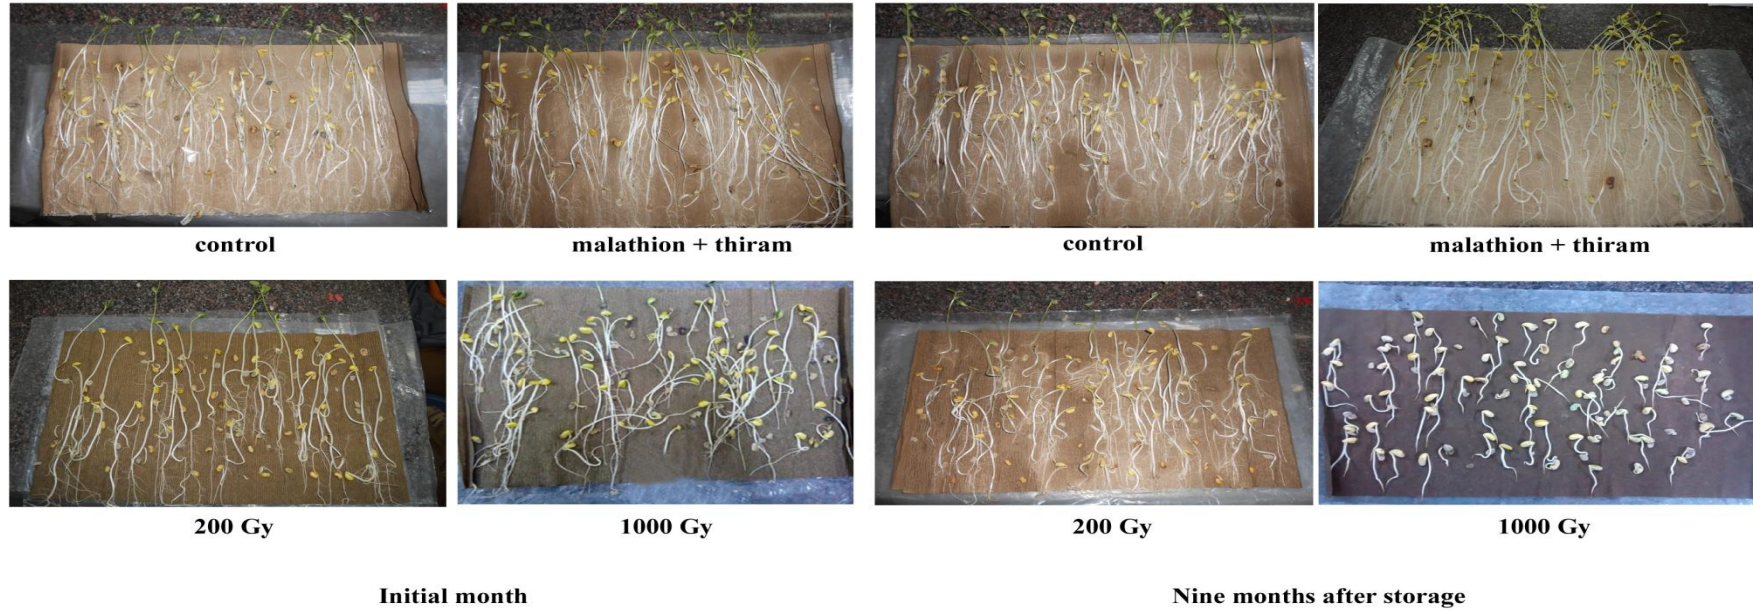 control
malathion + thiram
control
malathion + thiram
200 Gy
1000 Gy
200 Gy
1000 Gy
Initial month
Nine months after storage